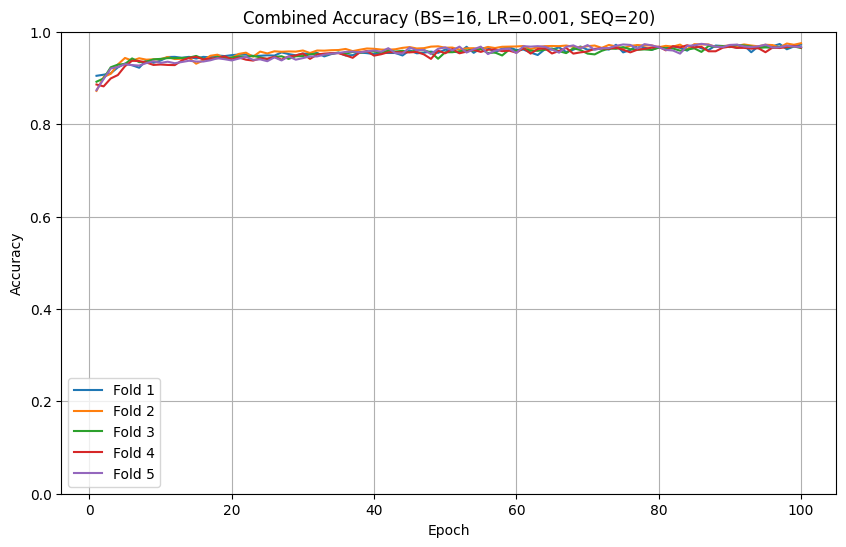 Combined Accuracy (BS=16, LR=0.001, SEQ=20)
1.0
0.8
0.6
0.4
0.2
0.0
Accuracy
Fold 1
Fold 2
Fold 3
Fold 4
Fold 5
0 20 40 60 80 100
Epoch